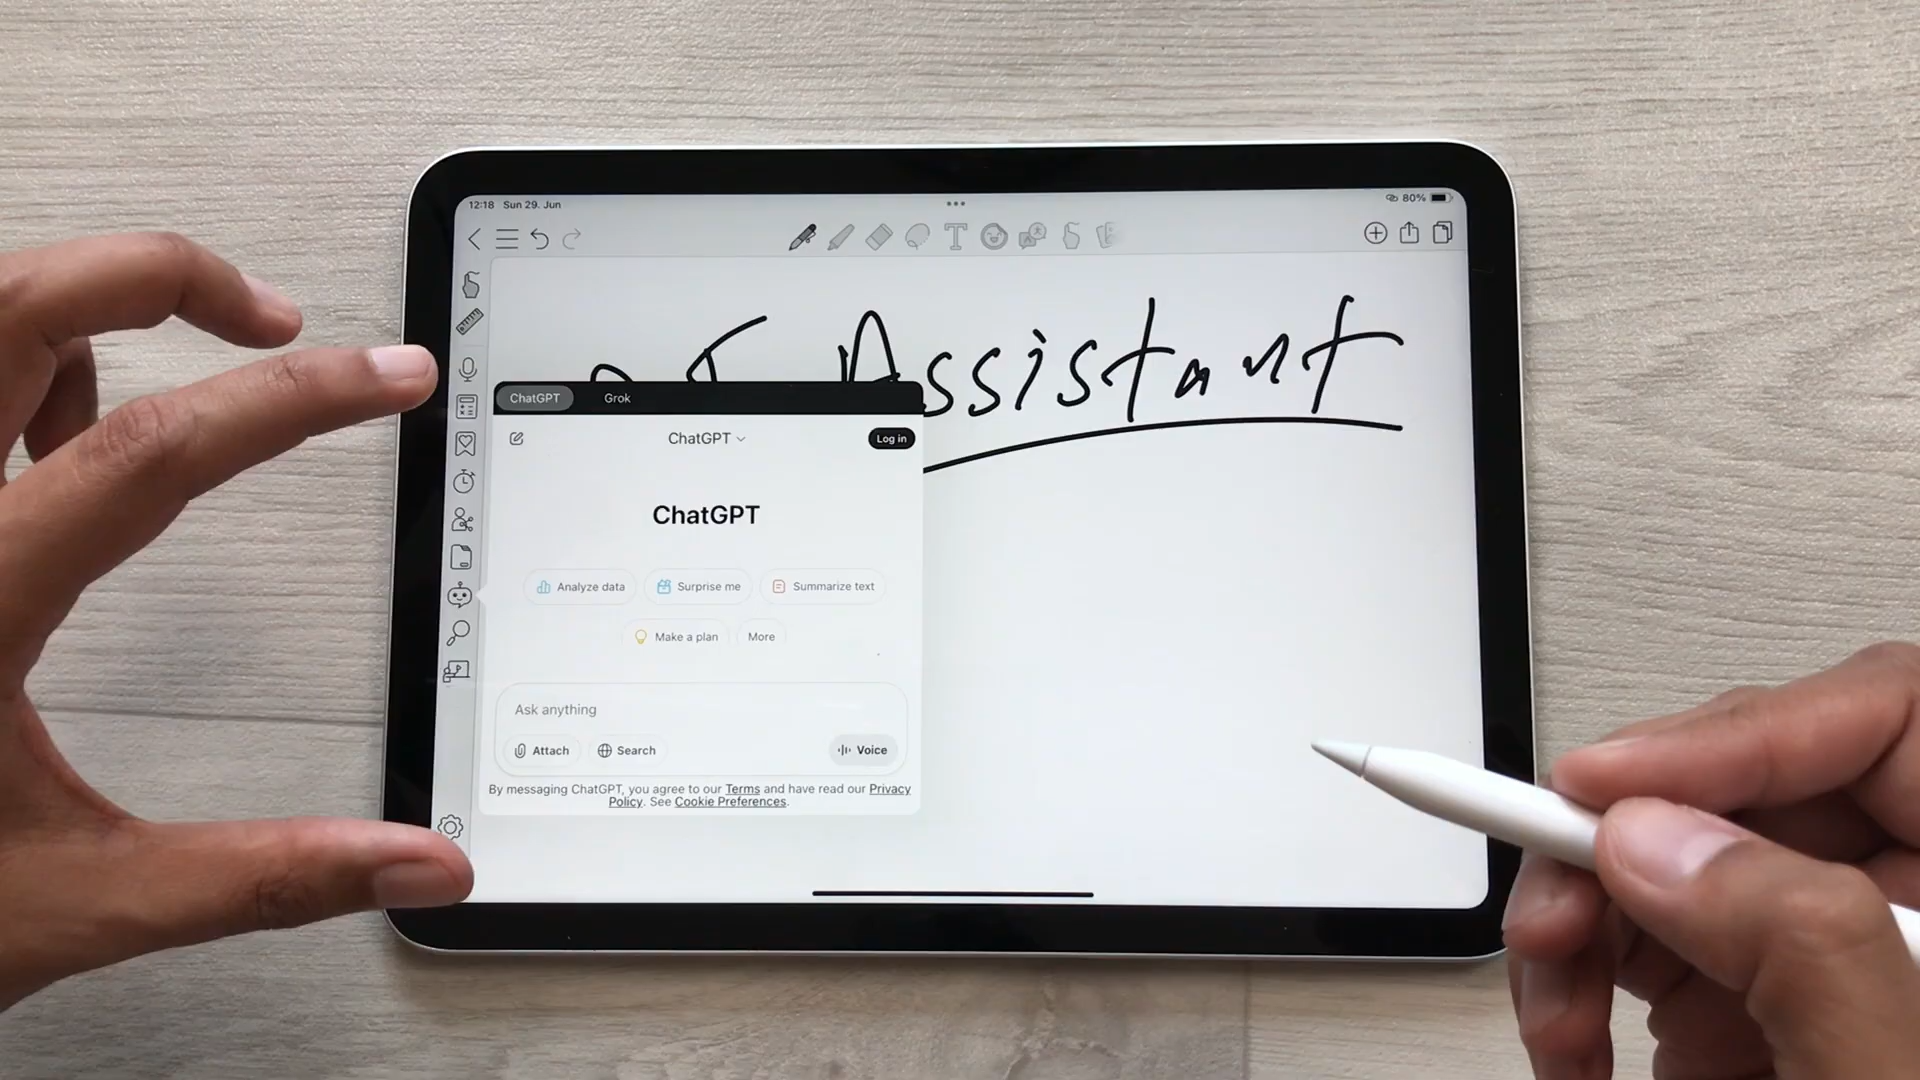 12:18 Sun 29. Jun
80%
Assistant
ChatGPT Grok
ChatGPT
Log in
ChatGPT
Analyze data
Surprise me
Summarize text
Make a plan
More
Ask anything
Attach
Search
Voice
By messaging ChatGPT, you agree to our Terms and have read our Privacy
Policy. See Cookie Preferences.